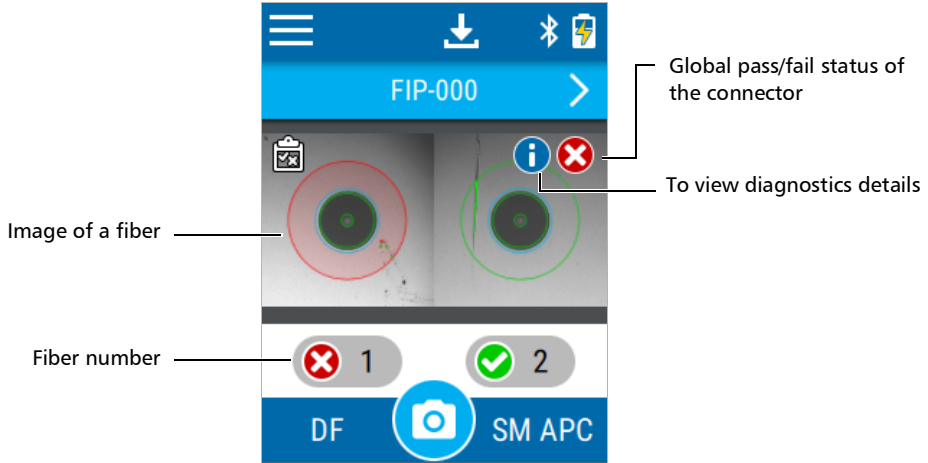 FIP-000
Global pass/fail status of
the connector
To view diagnostics details
Image of a fiber
Fiber number
1
2
DF
SM APC